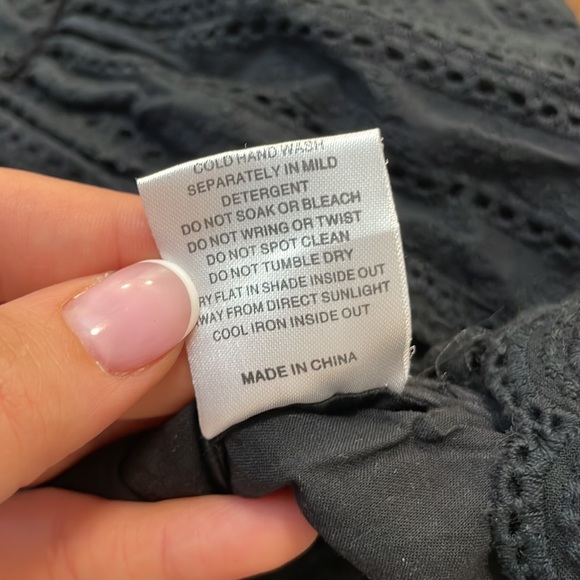 COLD HAND WASH
SEPARATELY IN MILD
DETERGENT
DO NOT SOAK OR BLEACH
DO NOT WRING OR TWIST
DO NOT SPOT CLEAN
DO NOT TUMBLE DRY
RY FLAT IN SHADE INSIDE OUT
WAY FROM DIRECT SUNLIGHT
COOL IRON INSIDE OUT
MADE IN CHINA